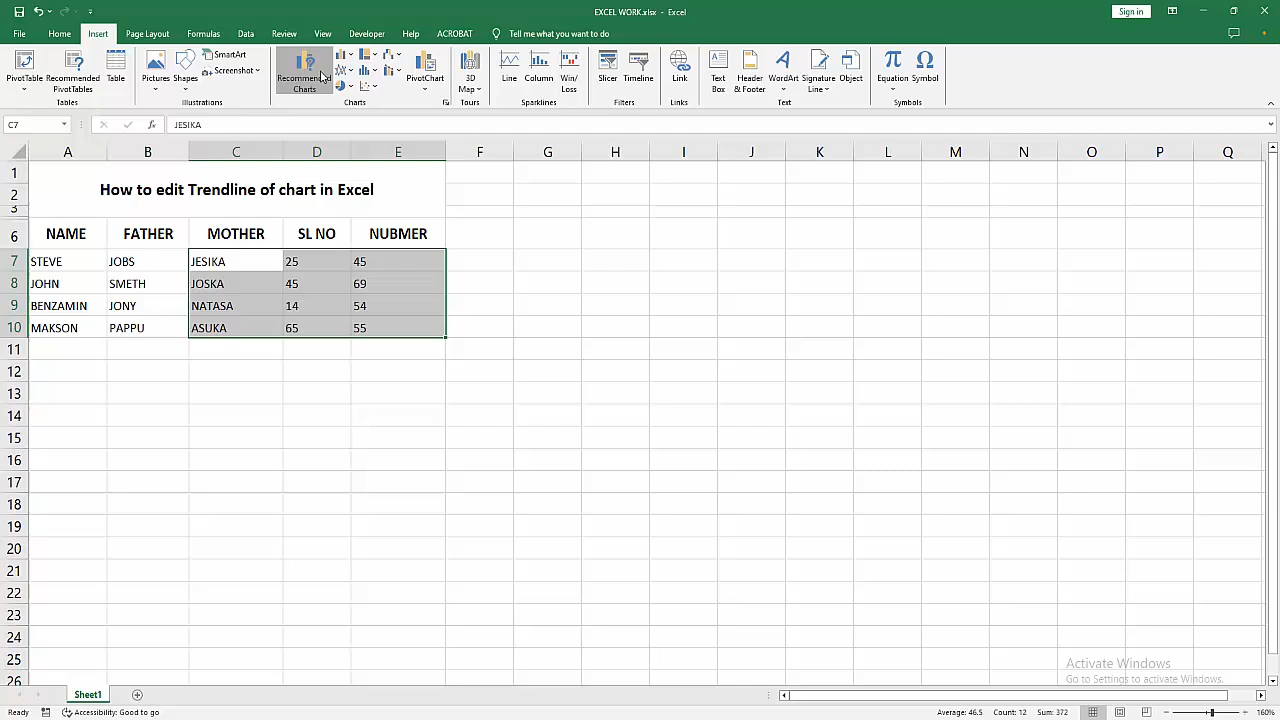 EXCEL WORK.xlsx - Excel
Sign in
File Home Insert Page Layout Formulas Data Review View Developer Help ACROBAT Tell me what you want to do
PivotTable
Recommended PivotTables
Table
Tables
Pictures
Shapes
SmartArt
Screenshot
Illustrations
Recommended Charts
PivotChart
Charts
3D Map
Tours
Line
Column
Win/Loss
Sparklines
Slicer
Timeline
Filters
Link
Links
Text Box
Header & Footer
WordArt
Signature Line
Object
Text
Equation
Symbol
Symbols
C7
fx
JESIKA
A B C D E F G H I J K L M N O P Q
1
2 How to edit Trendline of chart in Excel
3
6 NAME FATHER MOTHER SL NO NUBMER
7 STEVE JOBS JESIKA 25 45
8 JOHN SMETH JOSKA 45 69
9 BENZAMIN JONY NATASA 14 54
10 MAKSON PAPPU ASUKA 65 55
11
12
13
14
15
16
17
18
19
20
21
22
23
24
25
26
Activate Windows
Go to Settings to activate Windows.
Sheet1
Ready Accessibility: Good to go Average: 46.5 Count: 12 Sum: 372 160%